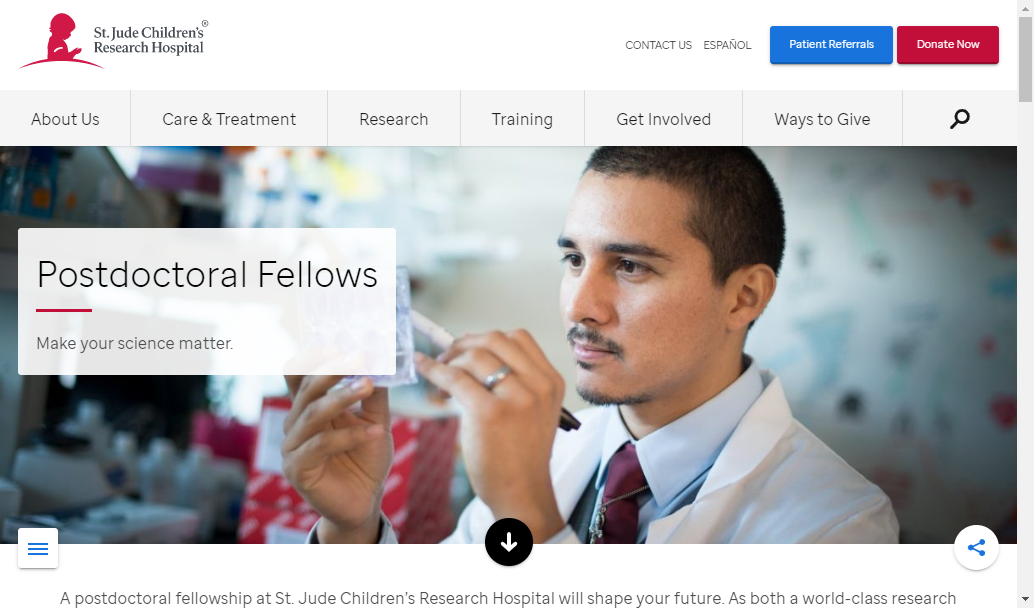 St. Jude Children's®
Research Hospital
CONTACT US ESPAÑOL Patient Referrals Donate Now
About Us Care & Treatment Research Training Get Involved Ways to Give
Postdoctoral Fellows
Make your science matter.
A postdoctoral fellowship at St. Jude Children's Research Hospital will shape your future. As both a world-class research